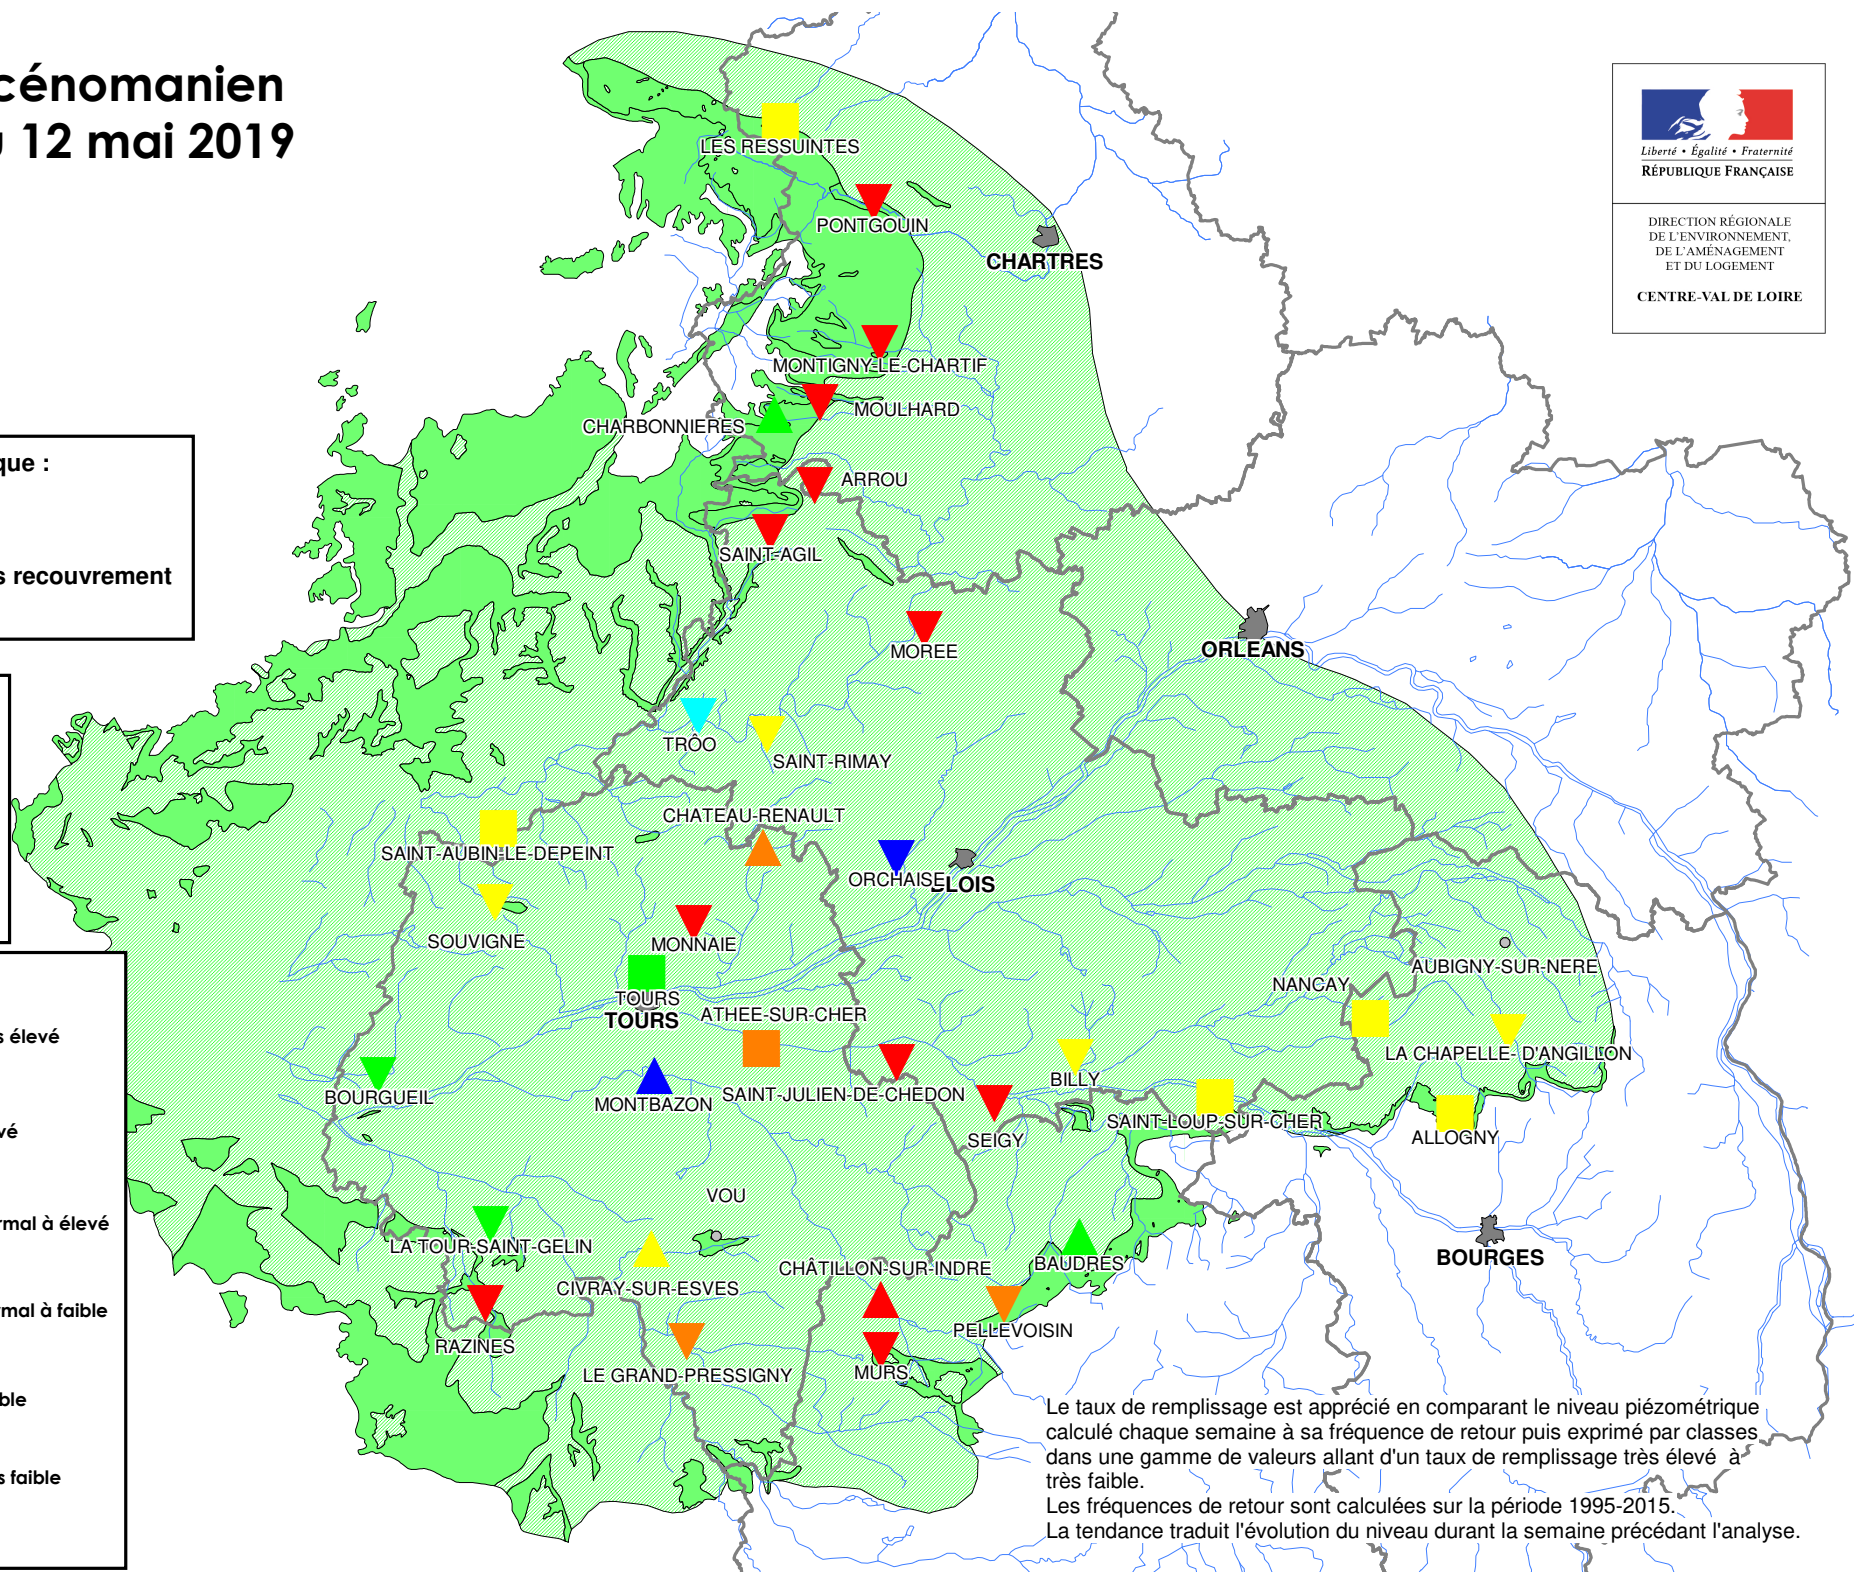 cénomanien
12 mai 2019
Liberté • Égalité • Fraternité
RÉPUBLIQUE FRANÇAISE
DIRECTION RÉGIONALE
DE L'ENVIRONNEMENT,
DE L'AMÉNAGEMENT
ET DU LOGEMENT
CENTRE-VAL DE LOIRE
LES RESSUINTES
PONTGOUIN
CHARTRES
MONTIGNY-LE-CHARTIF
MOULHARD
CHARBONNIERES
que :
ARROU
SAINT-AGIL
s recouvrement
MOREE
ORLEANS
TRÔO
SAINT-RIMAY
CHATEAU-RENAULT
SAINT-AUBIN-LE-DEPEINT
ORCHAISE
BLOIS
SOUVIGNE
MONNAIE
AUBIGNY-SUR-NERE
NANCAY
TOURS
TOURS
ATHEE-SUR-CHER
s élevé
LA CHAPELLE- D'ANGILLON
BILLY
BOURGUEIL
MONTBAZON
SAINT-JULIEN-DE-CHEDON
SAINT-LOUP-SUR-CHER
vé
SEIGY
ALLOGNY
VOU
rmal à élevé
LA TOUR-SAINT-GELIN
BOURGES
BAUDRES
CHÂTILLON-SUR-INDRE
CIVRAY-SUR-ESVES
rmal à faible
PELLEVOISIN
RAZINES
LE GRAND-PRESSIGNY
MURS
ble
s faible
Le taux de remplissage est apprécié en comparant le niveau piézométrique
calculé chaque semaine à sa fréquence de retour puis exprimé par classes
dans une gamme de valeurs allant d'un taux de remplissage très élevé à
très faible.
Les fréquences de retour sont calculées sur la période 1995-2015.
La tendance traduit l'évolution du niveau durant la semaine précédant l'analyse.